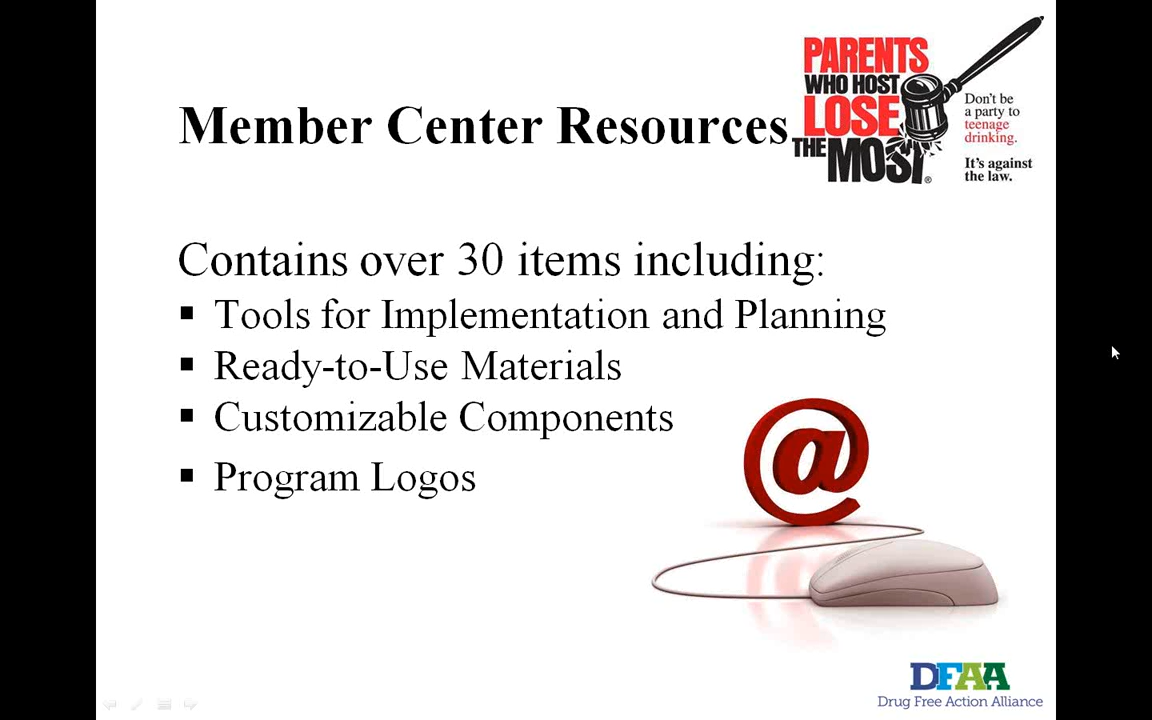 PARENTS
WHO HOST
LOSE
THE MOST®
Don't be
a party to
teenage
drinking.
It's against
the law.
Member Center Resources
Contains over 30 items including:
▪ Tools for Implementation and Planning
▪ Ready-to-Use Materials
▪ Customizable Components
▪ Program Logos
@
DFAA
Drug Free Action Alliance